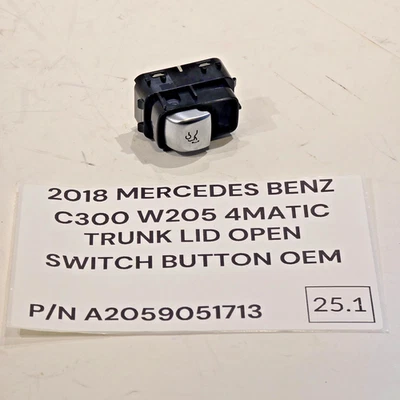 2018 MERCEDES BENZ
C300 W205 4MATIC
TRUNK LID OPEN
SWITCH BUTTON OEM
P/N A2059051713
25.1